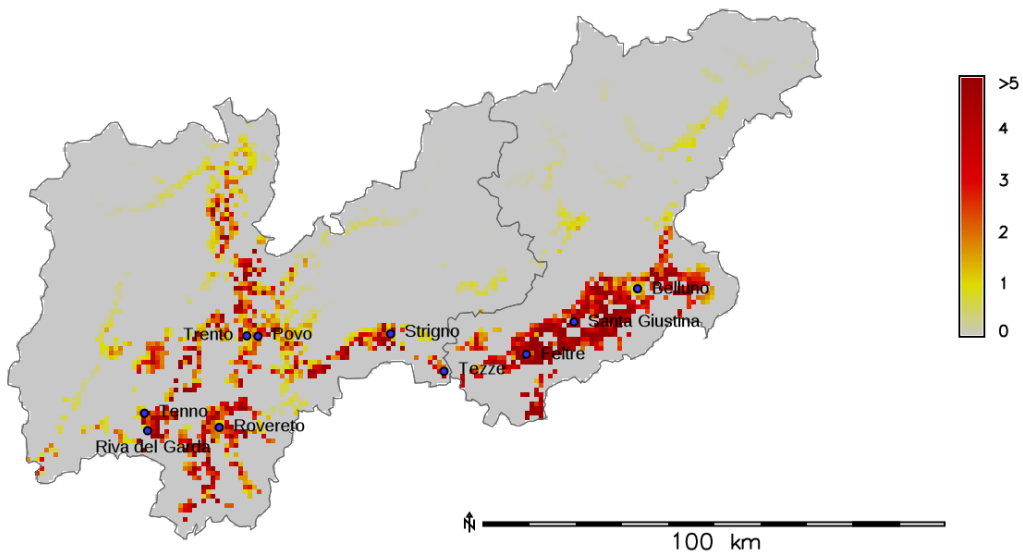 >5
4
3
2
1
0
Belluno
Santa Giustina
Trento
Povo
Strigno
Feltre
Tezze
Tenno
Rovereto
Riva del Garda
N
100 km